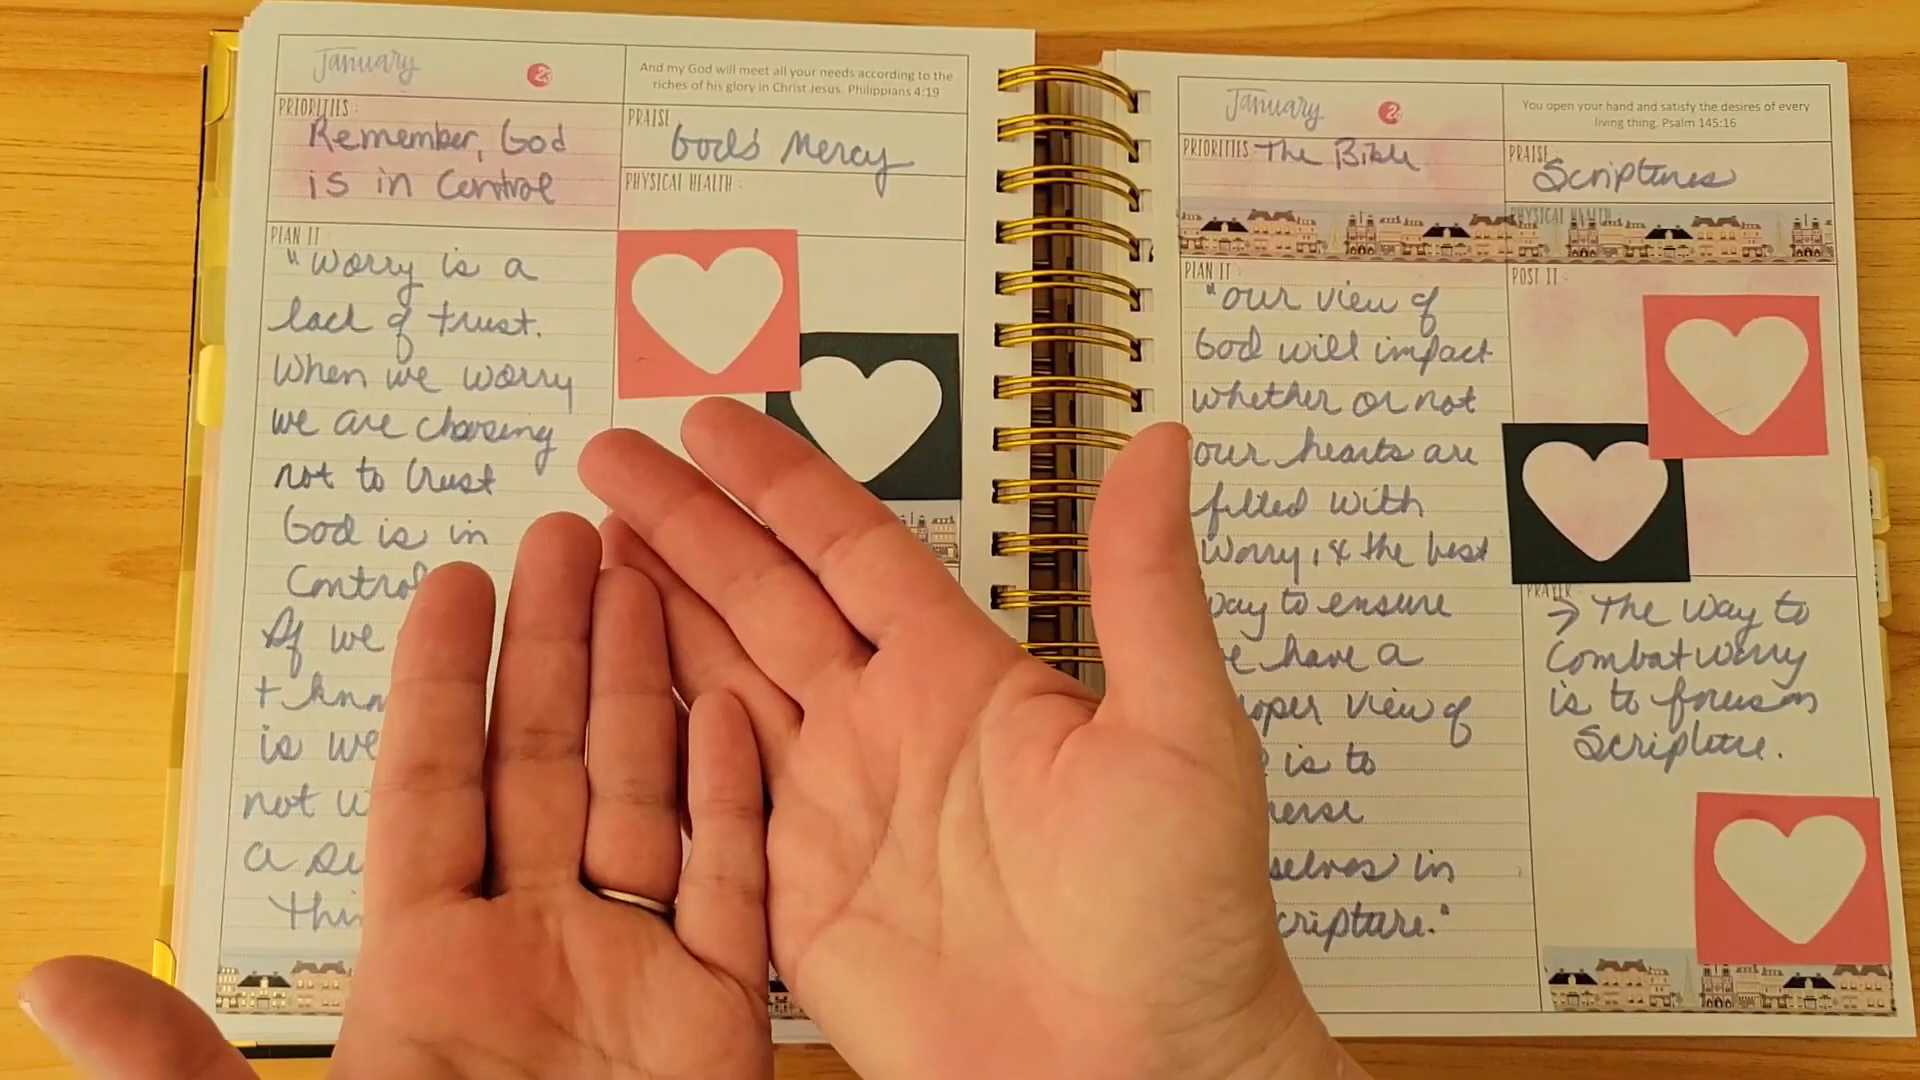 January 23
And my God will meet all your needs according to the
riches of his glory in Christ Jesus. Philippians 4:19
PRIORITIES:
Remember, God
is in Control
PRAISE
God's Mercy
PHYSICAL HEALTH:
PLAN IT:
"Worry is a
lack of trust.
When we worry
we are choosing
not to trust
God is in
Control
If we
is we
not
a
January 24
You open your hand and satisfy the desires of every
living thing. Psalm 145:16
PRIORITIES The Bible
PRAISE
Scriptures
PHYSICAL HEALTH:
PLAN IT:
"our view of
God will impact
whether or not
our hearts are
filled with
worry, & the best
way to ensure
have a
view of
is to
selves in
POST IT:
PRAYER
→ The way to
Combat worry
is to focus on
Scripture.